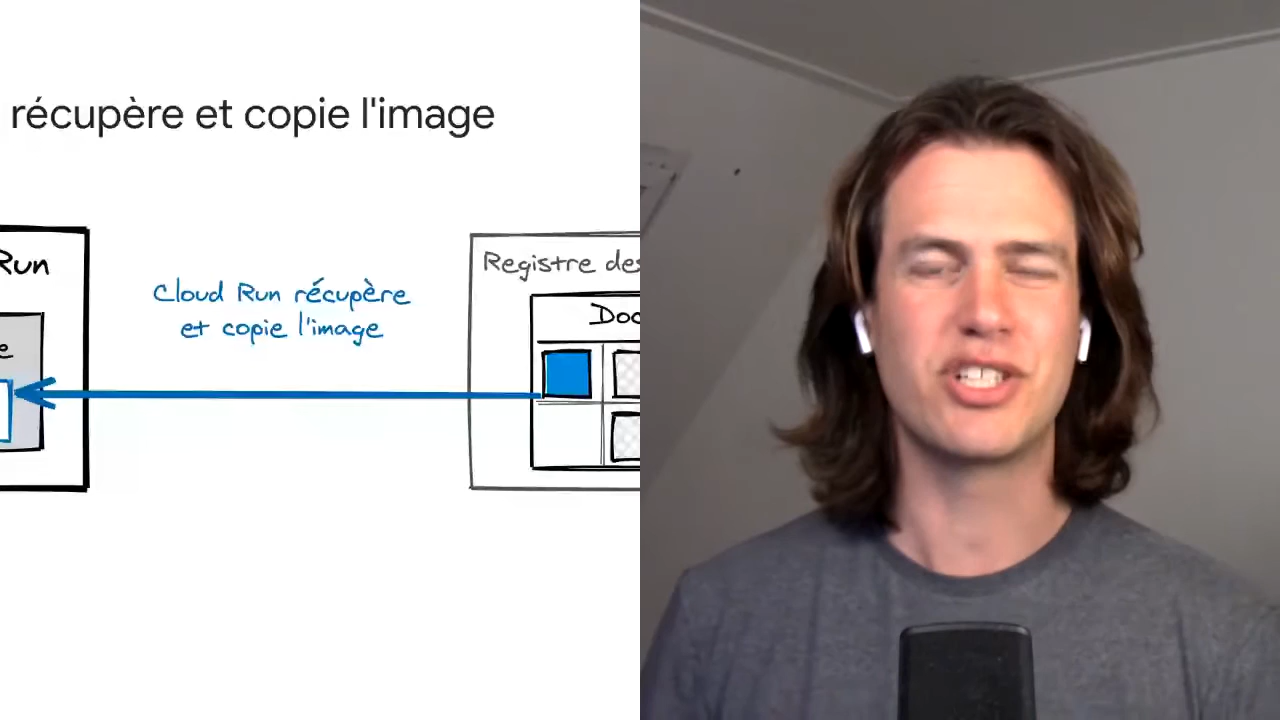 récupère et copie l'image
Run
Registre des
Cloud Run récupère
et copie l'image
Doc
e